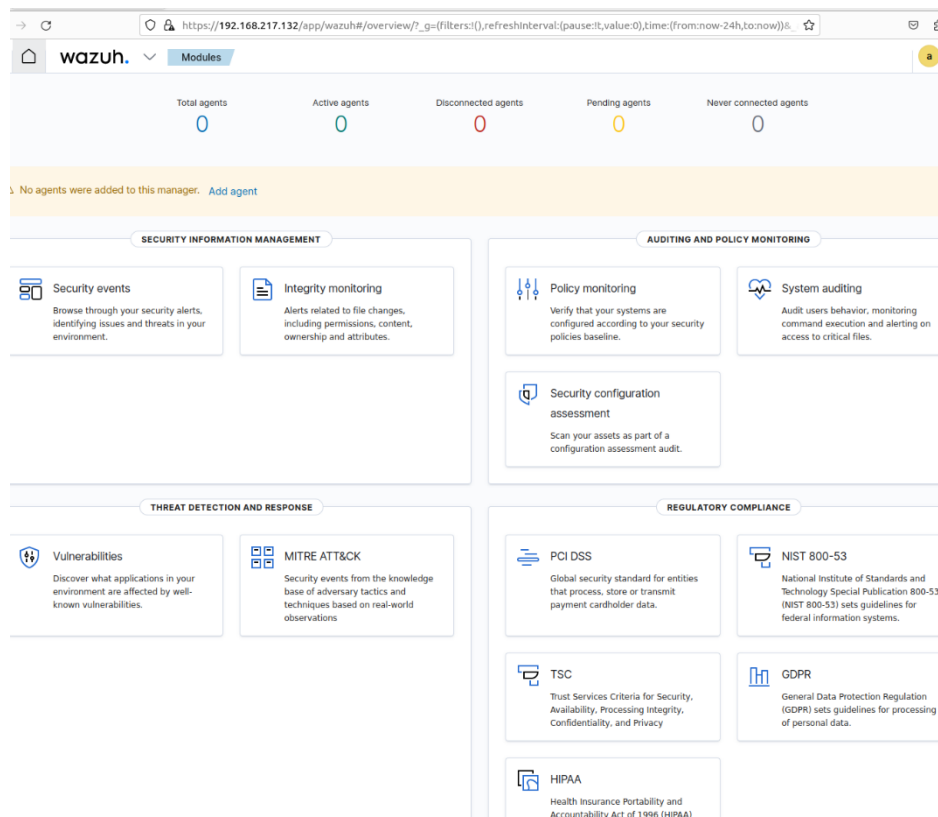 https://192.168.217.132/app/wazuh#/overview/?_g=(filters:!(),refreshInterval:(pause:!t,value:0),time:(from:now-24h,to:now))&_
wazuh. Modules a
Total agents Active agents Disconnected agents Pending agents Never connected agents
0 0 0 0 0
No agents were added to this manager. Add agent
SECURITY INFORMATION MANAGEMENT
Security events
Browse through your security alerts,
identifying issues and threats in your
environment.
Integrity monitoring
Alerts related to file changes,
including permissions, content,
ownership and attributes.
AUDITING AND POLICY MONITORING
Policy monitoring
Verify that your systems are
configured according to your security
policies baseline.
System auditing
Audit users behavior, monitoring
command execution and alerting on
access to critical files.
Security configuration
assessment
Scan your assets as part of a
configuration assessment audit.
THREAT DETECTION AND RESPONSE
Vulnerabilities
Discover what applications in your
environment are affected by well-
known vulnerabilities.
MITRE ATT&CK
Security events from the knowledge
base of adversary tactics and
techniques based on real-world
observations
REGULATORY COMPLIANCE
PCI DSS
Global security standard for entities
that process, store or transmit
payment cardholder data.
NIST 800-53
National Institute of Standards and
Technology Special Publication 800-53
(NIST 800-53) sets guidelines for
federal information systems.
TSC
Trust Services Criteria for Security,
Availability, Processing Integrity,
Confidentiality, and Privacy
GDPR
General Data Protection Regulation
(GDPR) sets guidelines for processing
of personal data.
HIPAA
Health Insurance Portability and
Accountability Act of 1996 (HIPAA)